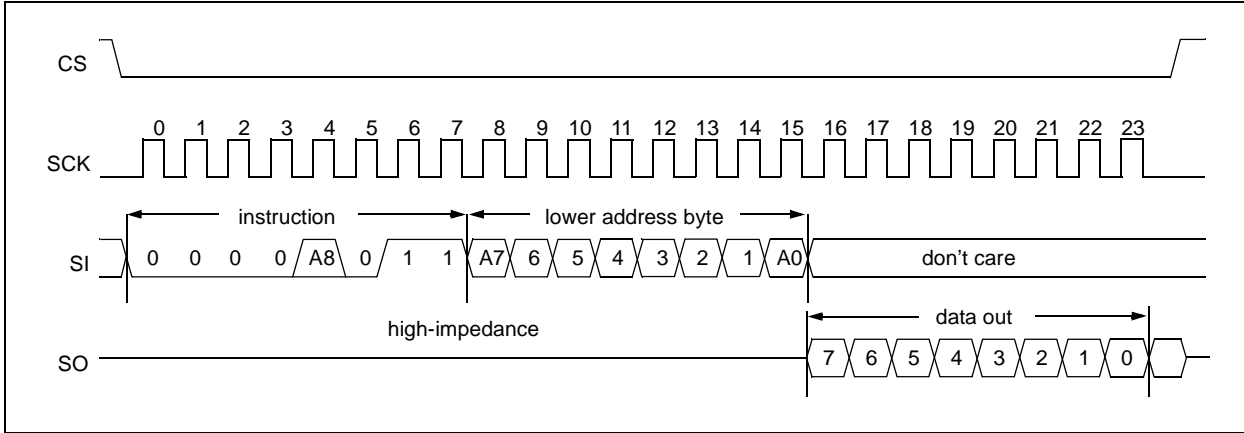 CS
0 1 2 3 4 5 6 7 8 9 10 11 12 13 14 15 16 17 18 19 20 21 22 23
SCK
instruction lower address byte
SI 0 0 0 0 A8 0 1 1 A7 6 5 4 3 2 1 A0 don't care
high-impedance data out
SO 7 6 5 4 3 2 1 0